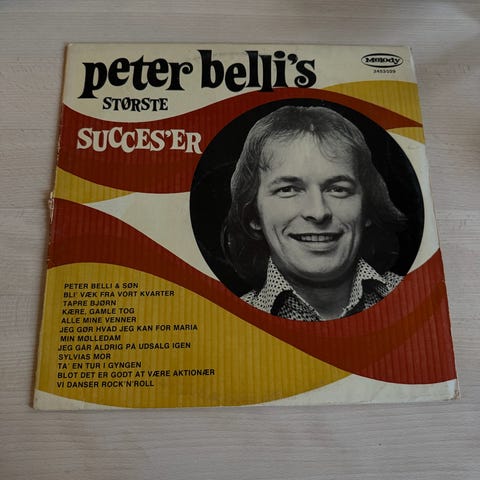 peter belli's
STØRSTE
SUCCES'ER
Melody
2453509
PETER BELLI & SØN
BLI' VÆK FRA VORT KVARTER
TAPRE BJØRN
KÆRE, GAMLE TOG
ALLE MINE VENNER
JEG GØR HVAD JEG KAN FOR MARIA
MIN MØLLEDAM
JEG GÅR ALDRIG PÅ UDSALG IGEN
SYLVIAS MOR
TA' EN TUR I GYNGEN
BLOT DET ER GODT AT VÆRE AKTIONÆR
VI DANSER ROCK'N'ROLL